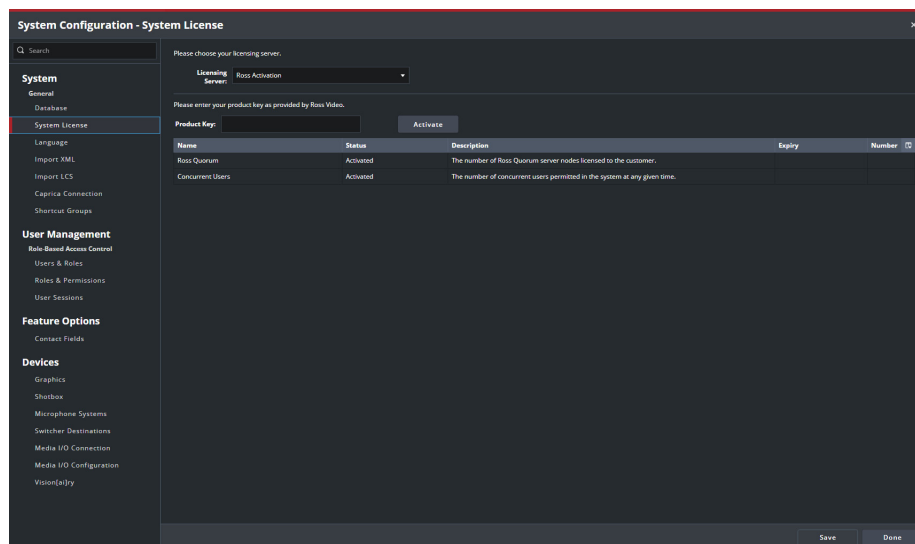 System Configuration - System License
Search
System
General
Database
System License
Language
Import XML
Import LCS
Caprica Connection
Shortcut Groups
User Management
Role-Based Access Control
Users & Roles
Roles & Permissions
User Sessions
Feature Options
Contact Fields
Devices
Graphics
Shotbox
Microphone Systems
Switcher Destinations
Media I/O Connection
Media I/O Configuration
Vision[ai]ry
Please choose your licensing server.
Licensing Server: Ross Activation
Please enter your product key as provided by Ross Video.
Product Key: Activate
Name Status Description Expiry Number
Ross Quorum Activated The number of Ross Quorum server nodes licensed to the customer.
Concurrent Users Activated The number of concurrent users permitted in the system at any given time.
Save Done